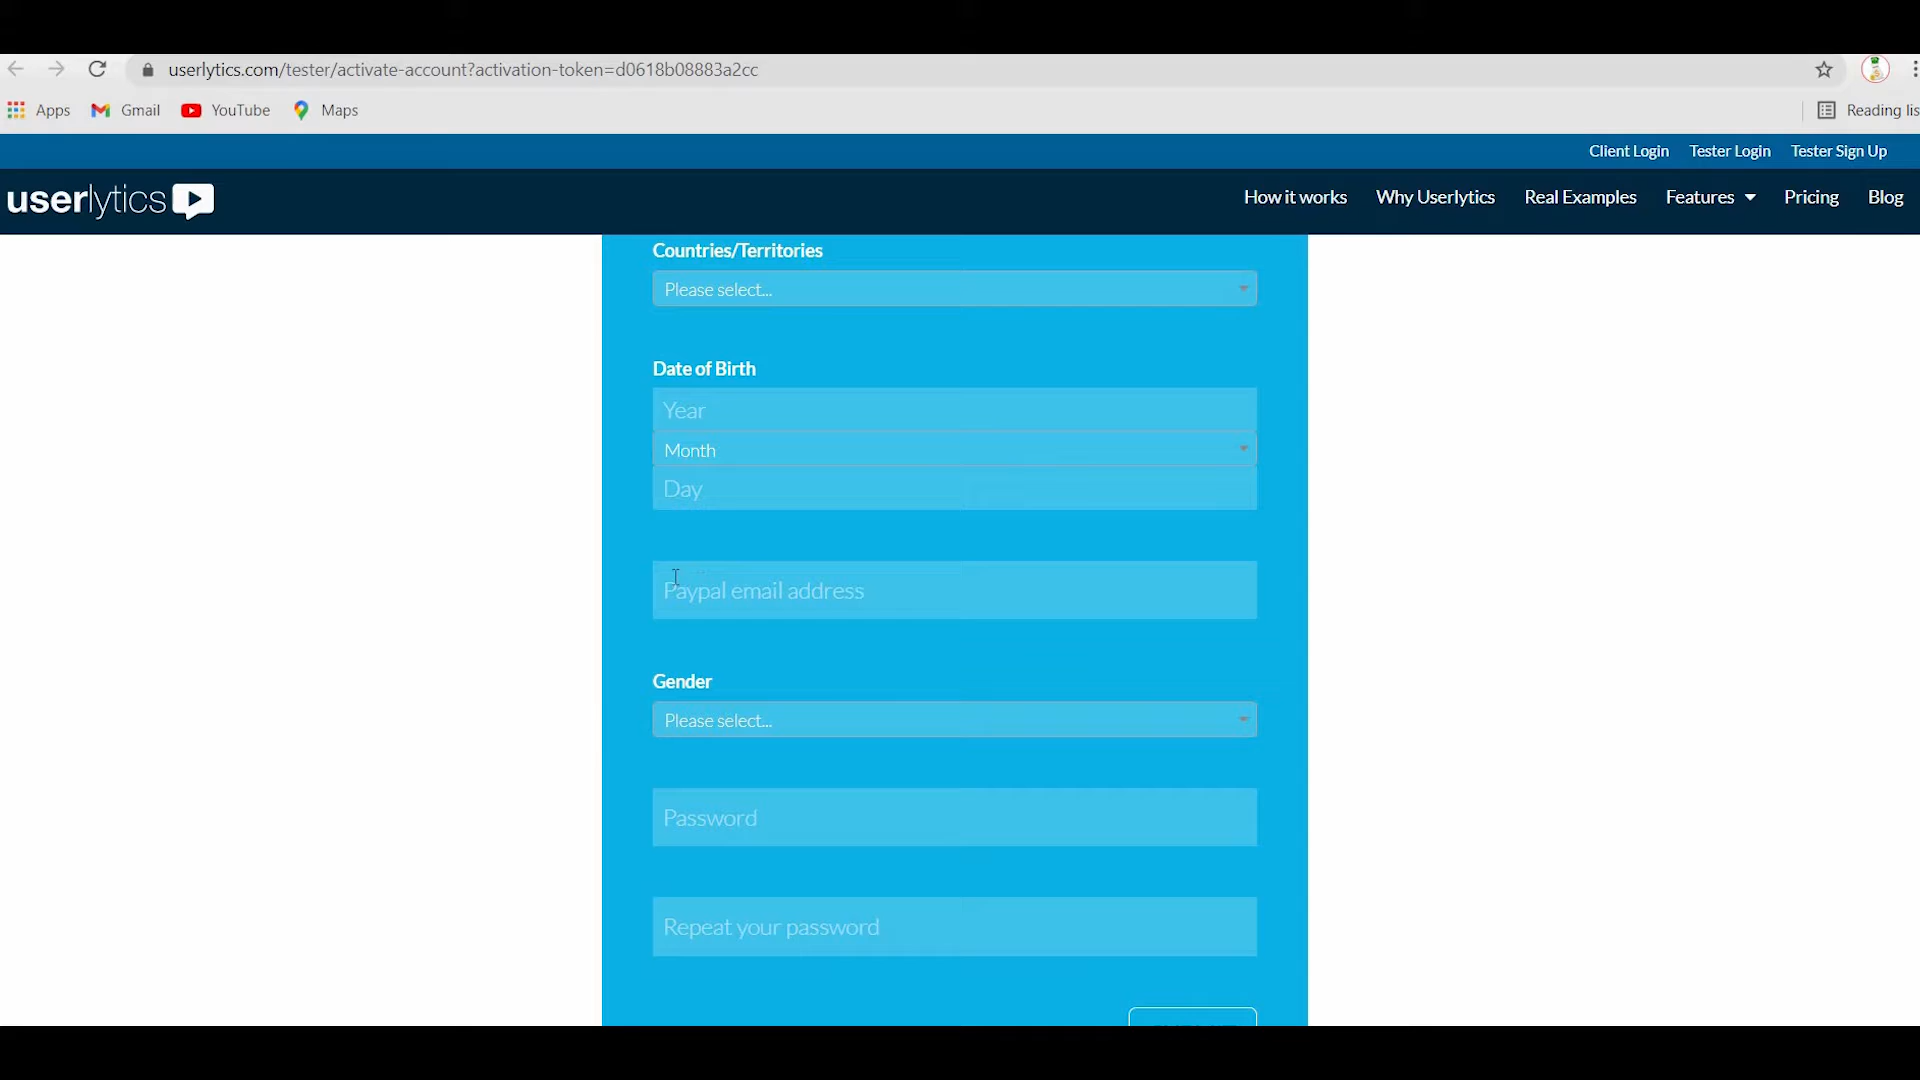 userlytics.com/tester/activate-account?activation-token=d0618b08883a2cc
Apps Gmail YouTube Maps Reading lis
Client Login Tester Login Tester Sign Up
userlytics How it works Why Userlytics Real Examples Features Pricing Blog
Countries/Territories
Please select...
Date of Birth
Year
Month
Day
Paypal email address
Gender
Please select...
Password
Repeat your password